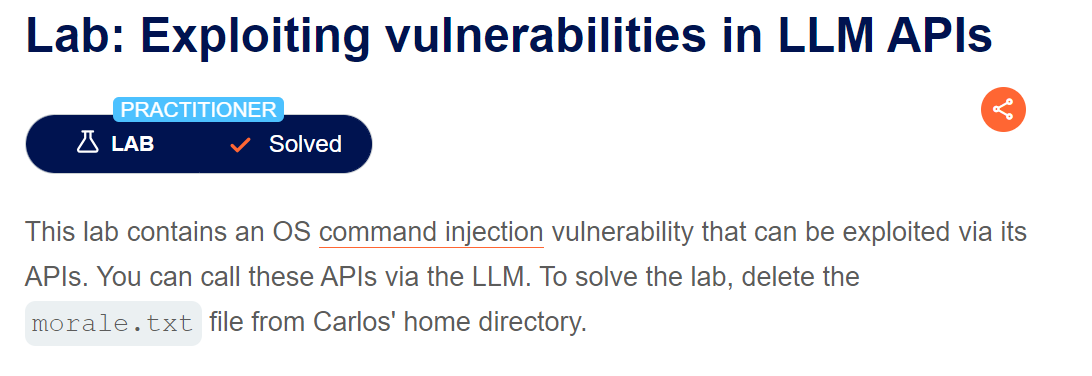 Lab: Exploiting vulnerabilities in LLM APIs
PRACTITIONER
LAB Solved
This lab contains an OS command injection vulnerability that can be exploited via its
APIs. You can call these APIs via the LLM. To solve the lab, delete the
morale.txt file from Carlos' home directory.